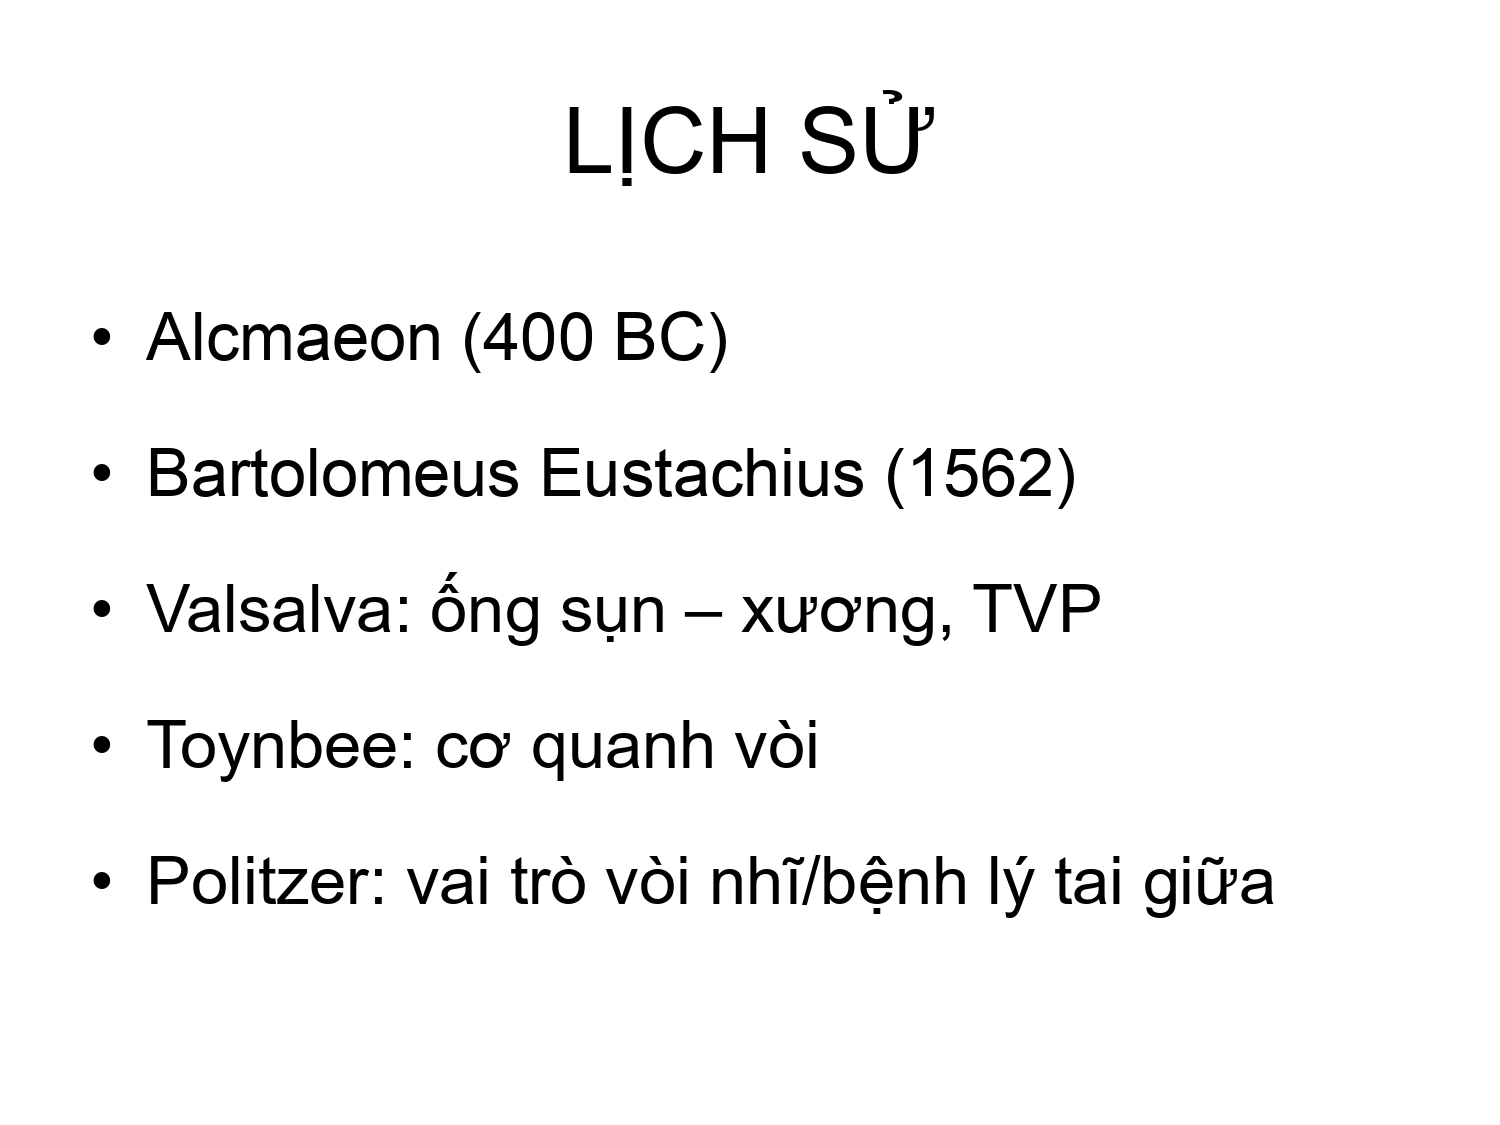 LỊCH SỬ
• Alcmaeon (400 BC)
• Bartolomeus Eustachius (1562)
• Valsalva: ống sụn – xương, TVP
• Toynbee: cơ quanh vòi
• Politzer: vai trò vòi nhĩ/bệnh lý tai giữa